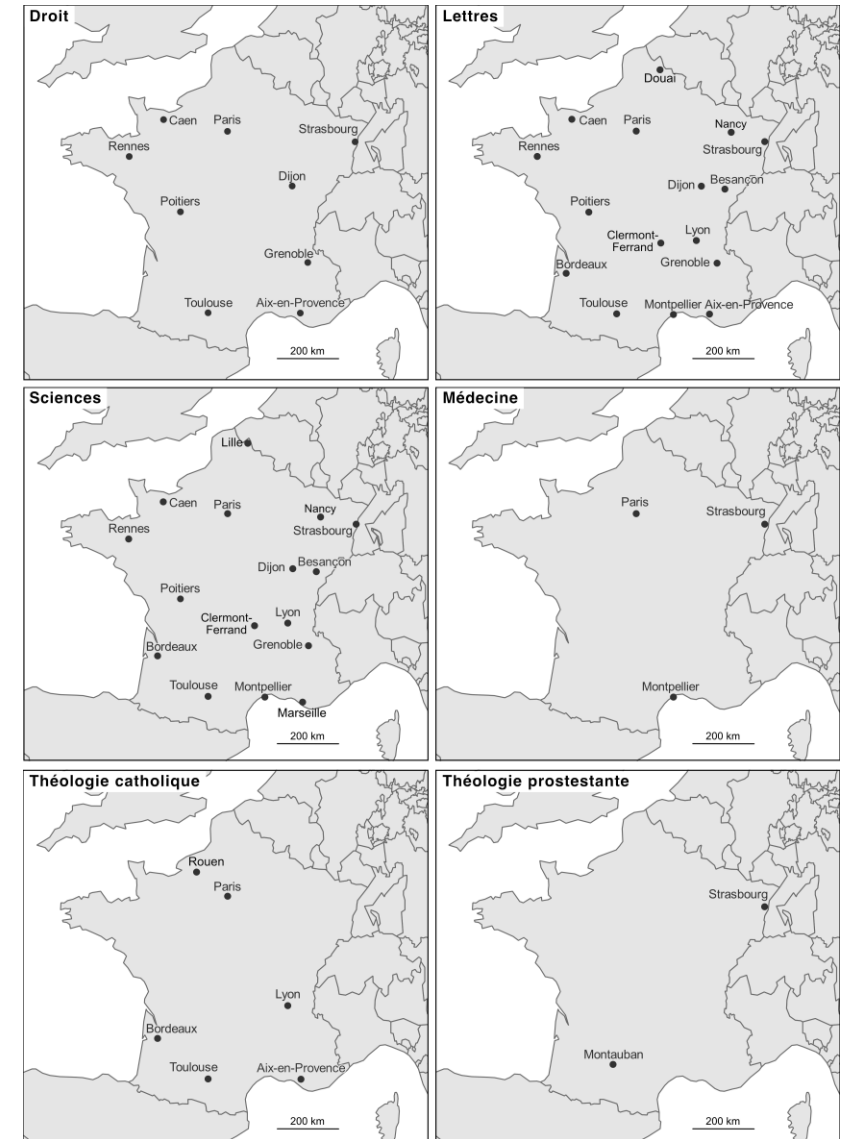 Droit
Caen
Paris
Strasbourg
Rennes
Dijon
Poitiers
Grenoble
Toulouse
Aix-en-Provence
200 km
Lettres
Douai
Caen
Paris
Nancy
Rennes
Strasbourg
Dijon
Besançon
Poitiers
Clermont-
Ferrand
Lyon
Grenoble
Bordeaux
Toulouse
Montpellier
Aix-en-Provence
200 km
Sciences
Lille
Caen
Paris
Nancy
Rennes
Strasbourg
Dijon
Besançon
Poitiers
Clermont-
Ferrand
Lyon
Grenoble
Bordeaux
Toulouse
Montpellier
Marseille
200 km
Médecine
Paris
Strasbourg
Montpellier
200 km
Théologie catholique
Rouen
Paris
Lyon
Bordeaux
Toulouse
Aix-en-Provence
200 km
Théologie prostestante
Strasbourg
Montauban
200 km